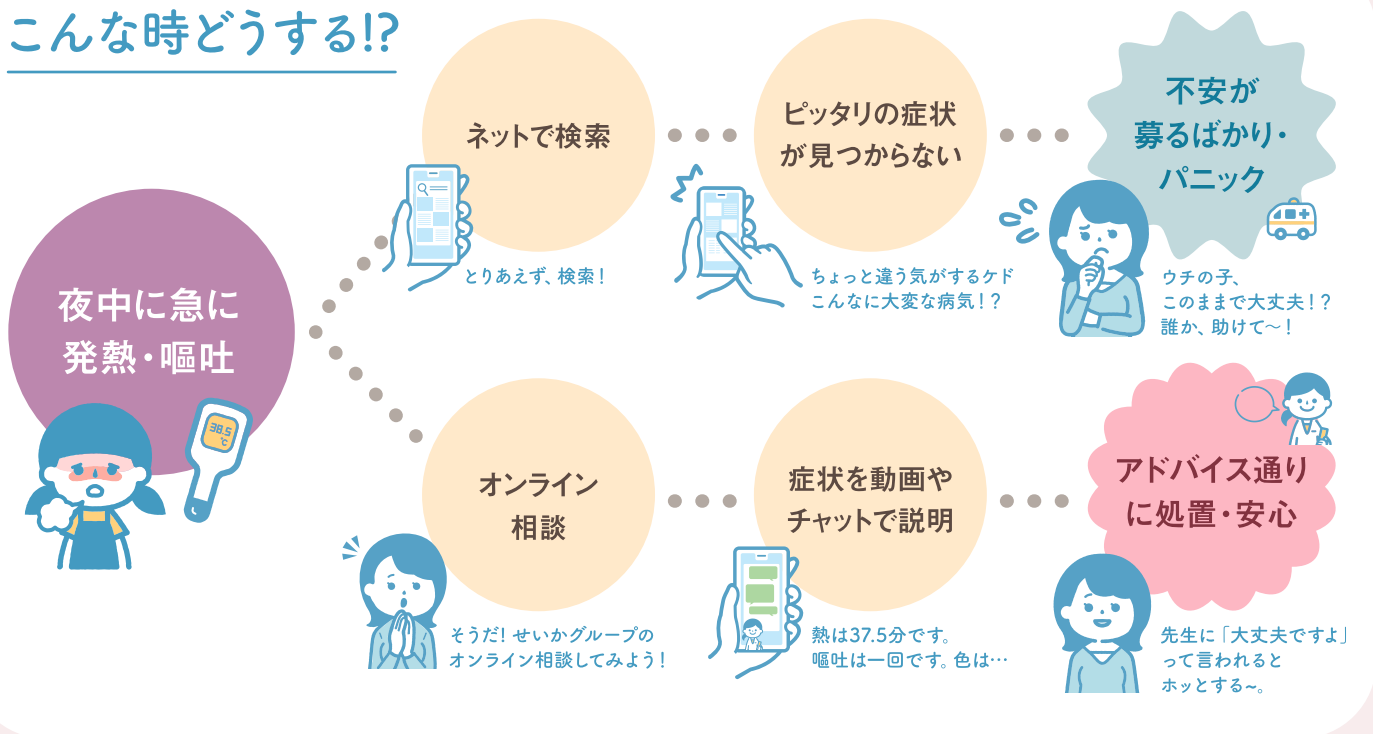 こんな時どうする!?
夜中に急に
発熱・嘔吐
38.5
℃
ネットで検索
とりあえず、検索!
ピッタリの症状
が見つからない
ちょっと違う気がするケド
こんなに大変な病気!?
不安が
募るばかり・
パニック
ウチの子、
このままで大丈夫!?
誰か、助けて〜!
オンライン
相談
そうだ! せいかグループの
オンライン相談してみよう!
症状を動画や
チャットで説明
熱は37.5分です。
嘔吐は一回です。色は…
アドバイス通り
に処置・安心
先生に「大丈夫ですよ」
って言われると
ホッとする~。